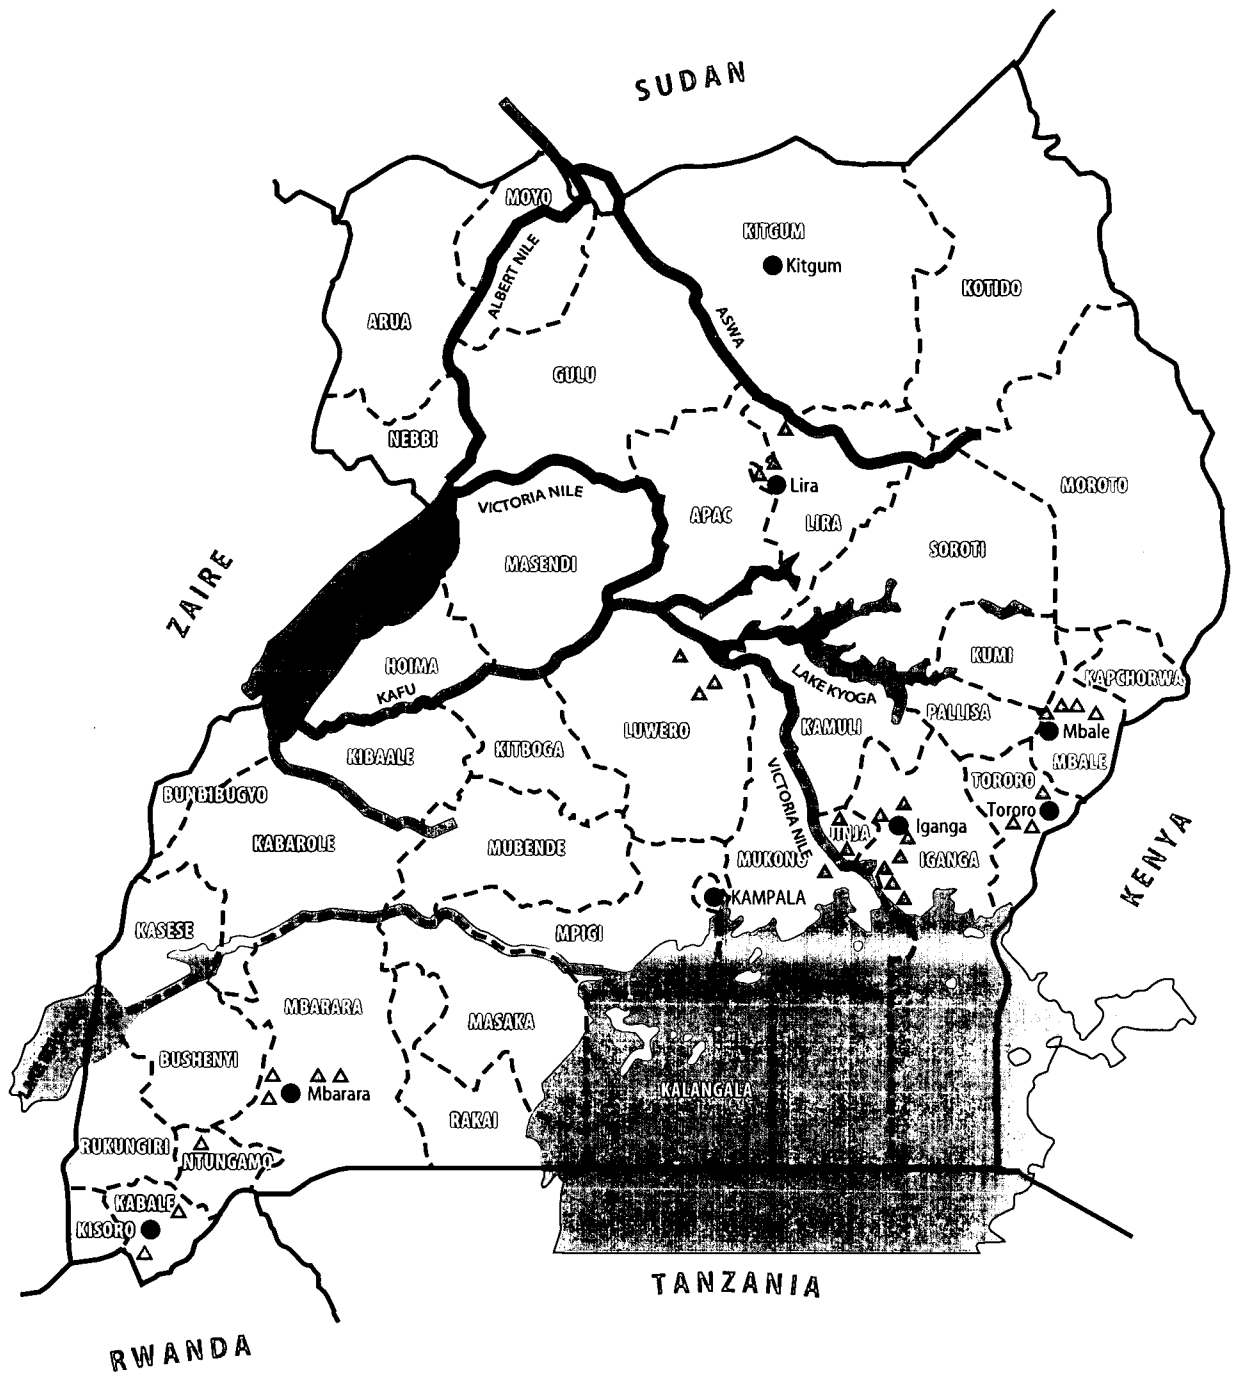 SUDAN
MOYO
KITGUM
Kitgum
ALBERT NILE
KOTIDO
ARUA
ASWA
GULU
NEBBI
Lira
MOROTO
VICTORIA NILE
APAC
LIRA
SOROTI
MASENDI
ZAIRE
KUMI
HOIMA
KAPCHORWA
LAKE KYOGA
KAFU
PALLISA
LUWERO
KAMULI
Mbale
KITBOGA
KIBAALE
MBALE
TORORO
BUNDIBUGYO
VICTORIA NILE
Tororo
Iganga
JINJA
KABAROLE
MUBENDE
MUKONO
IGANGA
KENYA
KAMPALA
KASESE
MPIGI
MBARARA
MASAKA
BUSHENYI
KALANGALA
Mbarara
RAKAI
RUKUNGIRI
NTUNGAMO
KABALE
KISORO
TANZANIA
RWANDA